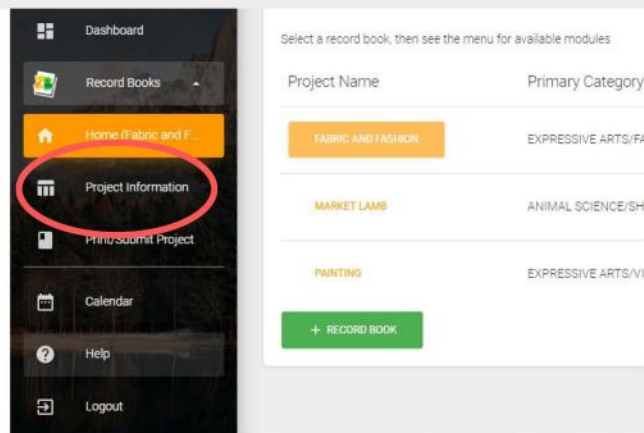 Dashboard
Record Books
Home (Fabric and F...
Project Information
Print/Submit Project
Calendar
Help
Logout
Select a record book, then see the menu for available modules
Project Name Primary Category
FABRIC AND FASHION EXPRESSIVE ARTS/FA
MARKET LAMB ANIMAL SCIENCE/SH
PAINTING EXPRESSIVE ARTS/VI
+ RECORD BOOK